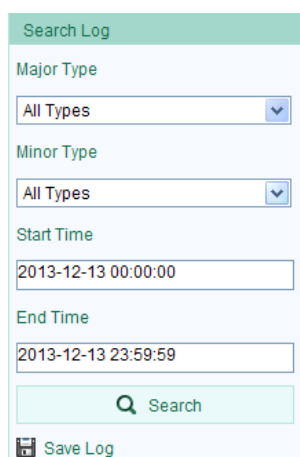 Search Log
Major Type
All Types
Minor Type
All Types
Start Time
2013-12-13 00:00:00
End Time
2013-12-13 23:59:59
Search
Save Log